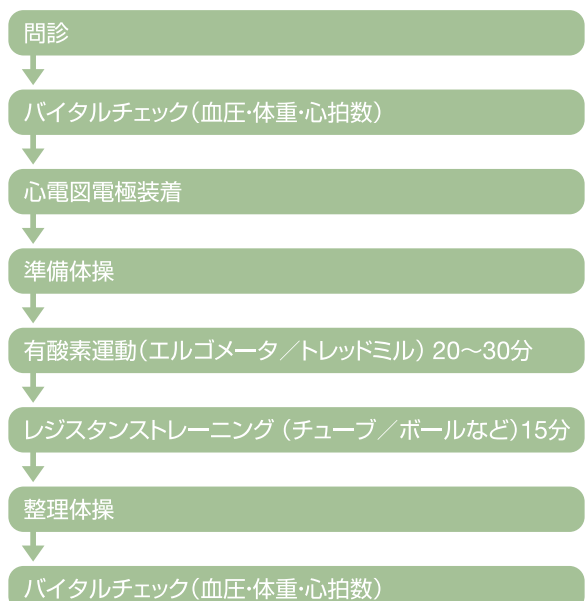 問診
バイタルチェック(血圧・体重・心拍数)
心電図電極装着
準備体操
有酸素運動(エルゴメータ／トレッドミル) 20〜30分
レジスタンストレーニング (チューブ／ボールなど)15分
整理体操
バイタルチェック(血圧・体重・心拍数)